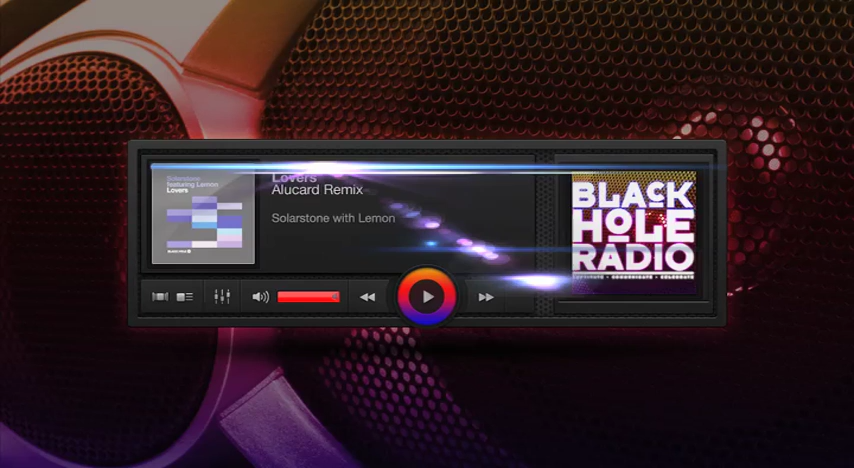 Solarstone
featuring Lemon
Lovers
Lovers
Alucard Remix
Solarstone with Lemon
BLACK
HOLE
RADIO